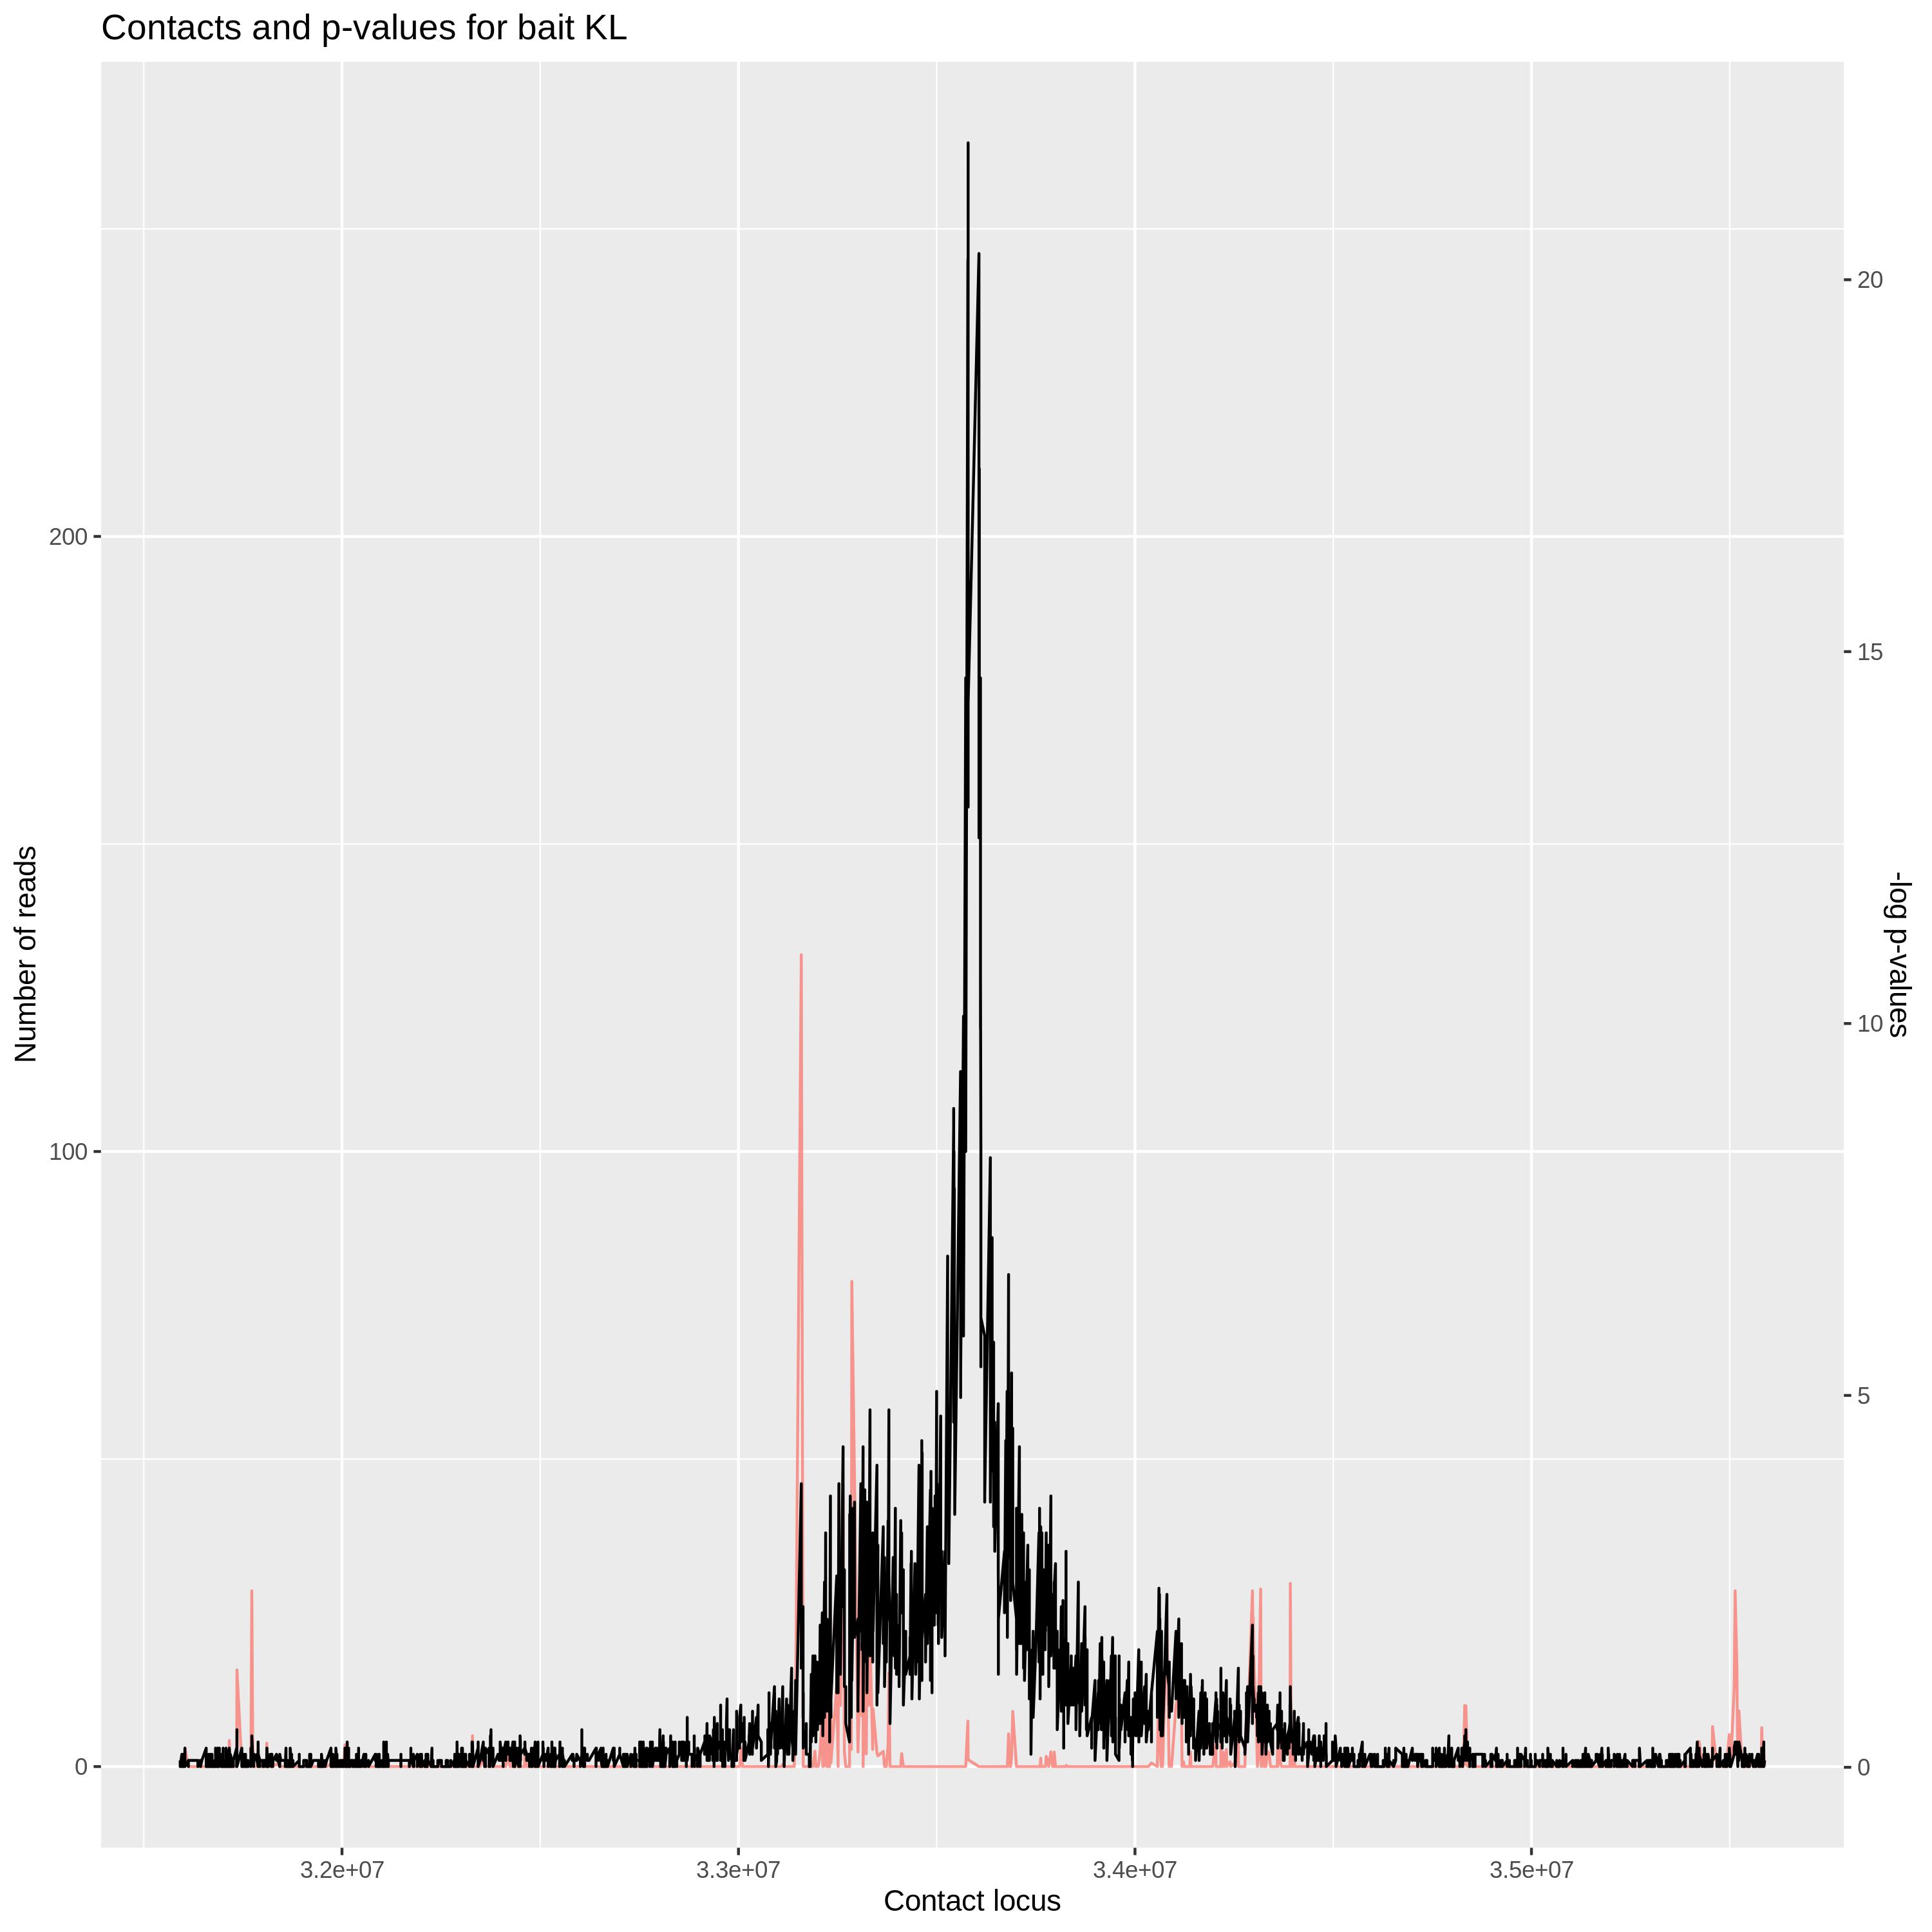 Contacts and p-values for bait KL
Number of reads
200
100
0
20
15
10
5
0
-log p-values
3.2e+07 3.3e+07 3.4e+07 3.5e+07
Contact locus